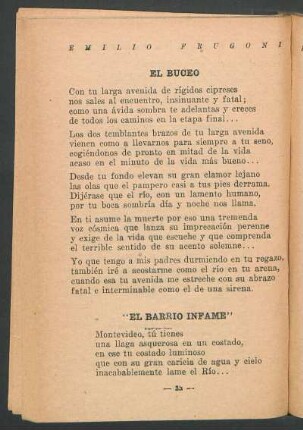 EMILIO FRUGONI
EL BUCEO
Con tu larga avenida de rígidos cipreses
nos sales al encuentro, insinuante y fatal;
como una ávida sombra te adelantas y creces
de todos los caminos en la etapa final...
Los dos temblantes brazos de tu larga avenida
vienen como a llevarnos para siempre a tu seno,
cogiéndonos de pronto en mitad de la vida
acaso en el minuto de la vida más bueno...
Desde tu fondo elevan su gran clamor lejano
las olas que el pampero casi a tus pies derruma.
Dijérase que el río, con un lamento humano,
por tu boca sombría día y noche nos llama.
En ti asume la muerte por eso una tremenda
voz cósmica que lanza su imprecación perenne
y exige de la vida que escuche y que comprenda
el terrible sentido de su acento solemne...
Yo que tengo a mis padres durmiendo en tu regazo,
también iré a acostarme como el río en tu arena,
cuando esa tu avenida me estreche con su abrazo
fatal e interminable como el de una sirena.
"EL BARRIO INFAME"
Montevideo, tú tienes
una llaga asquerosa en un costado,
en ese tu costado luminoso
que con su gran caricia de agua y cielo
inacabablemente lame el Río...